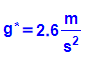 g* = 2.6 m/s²